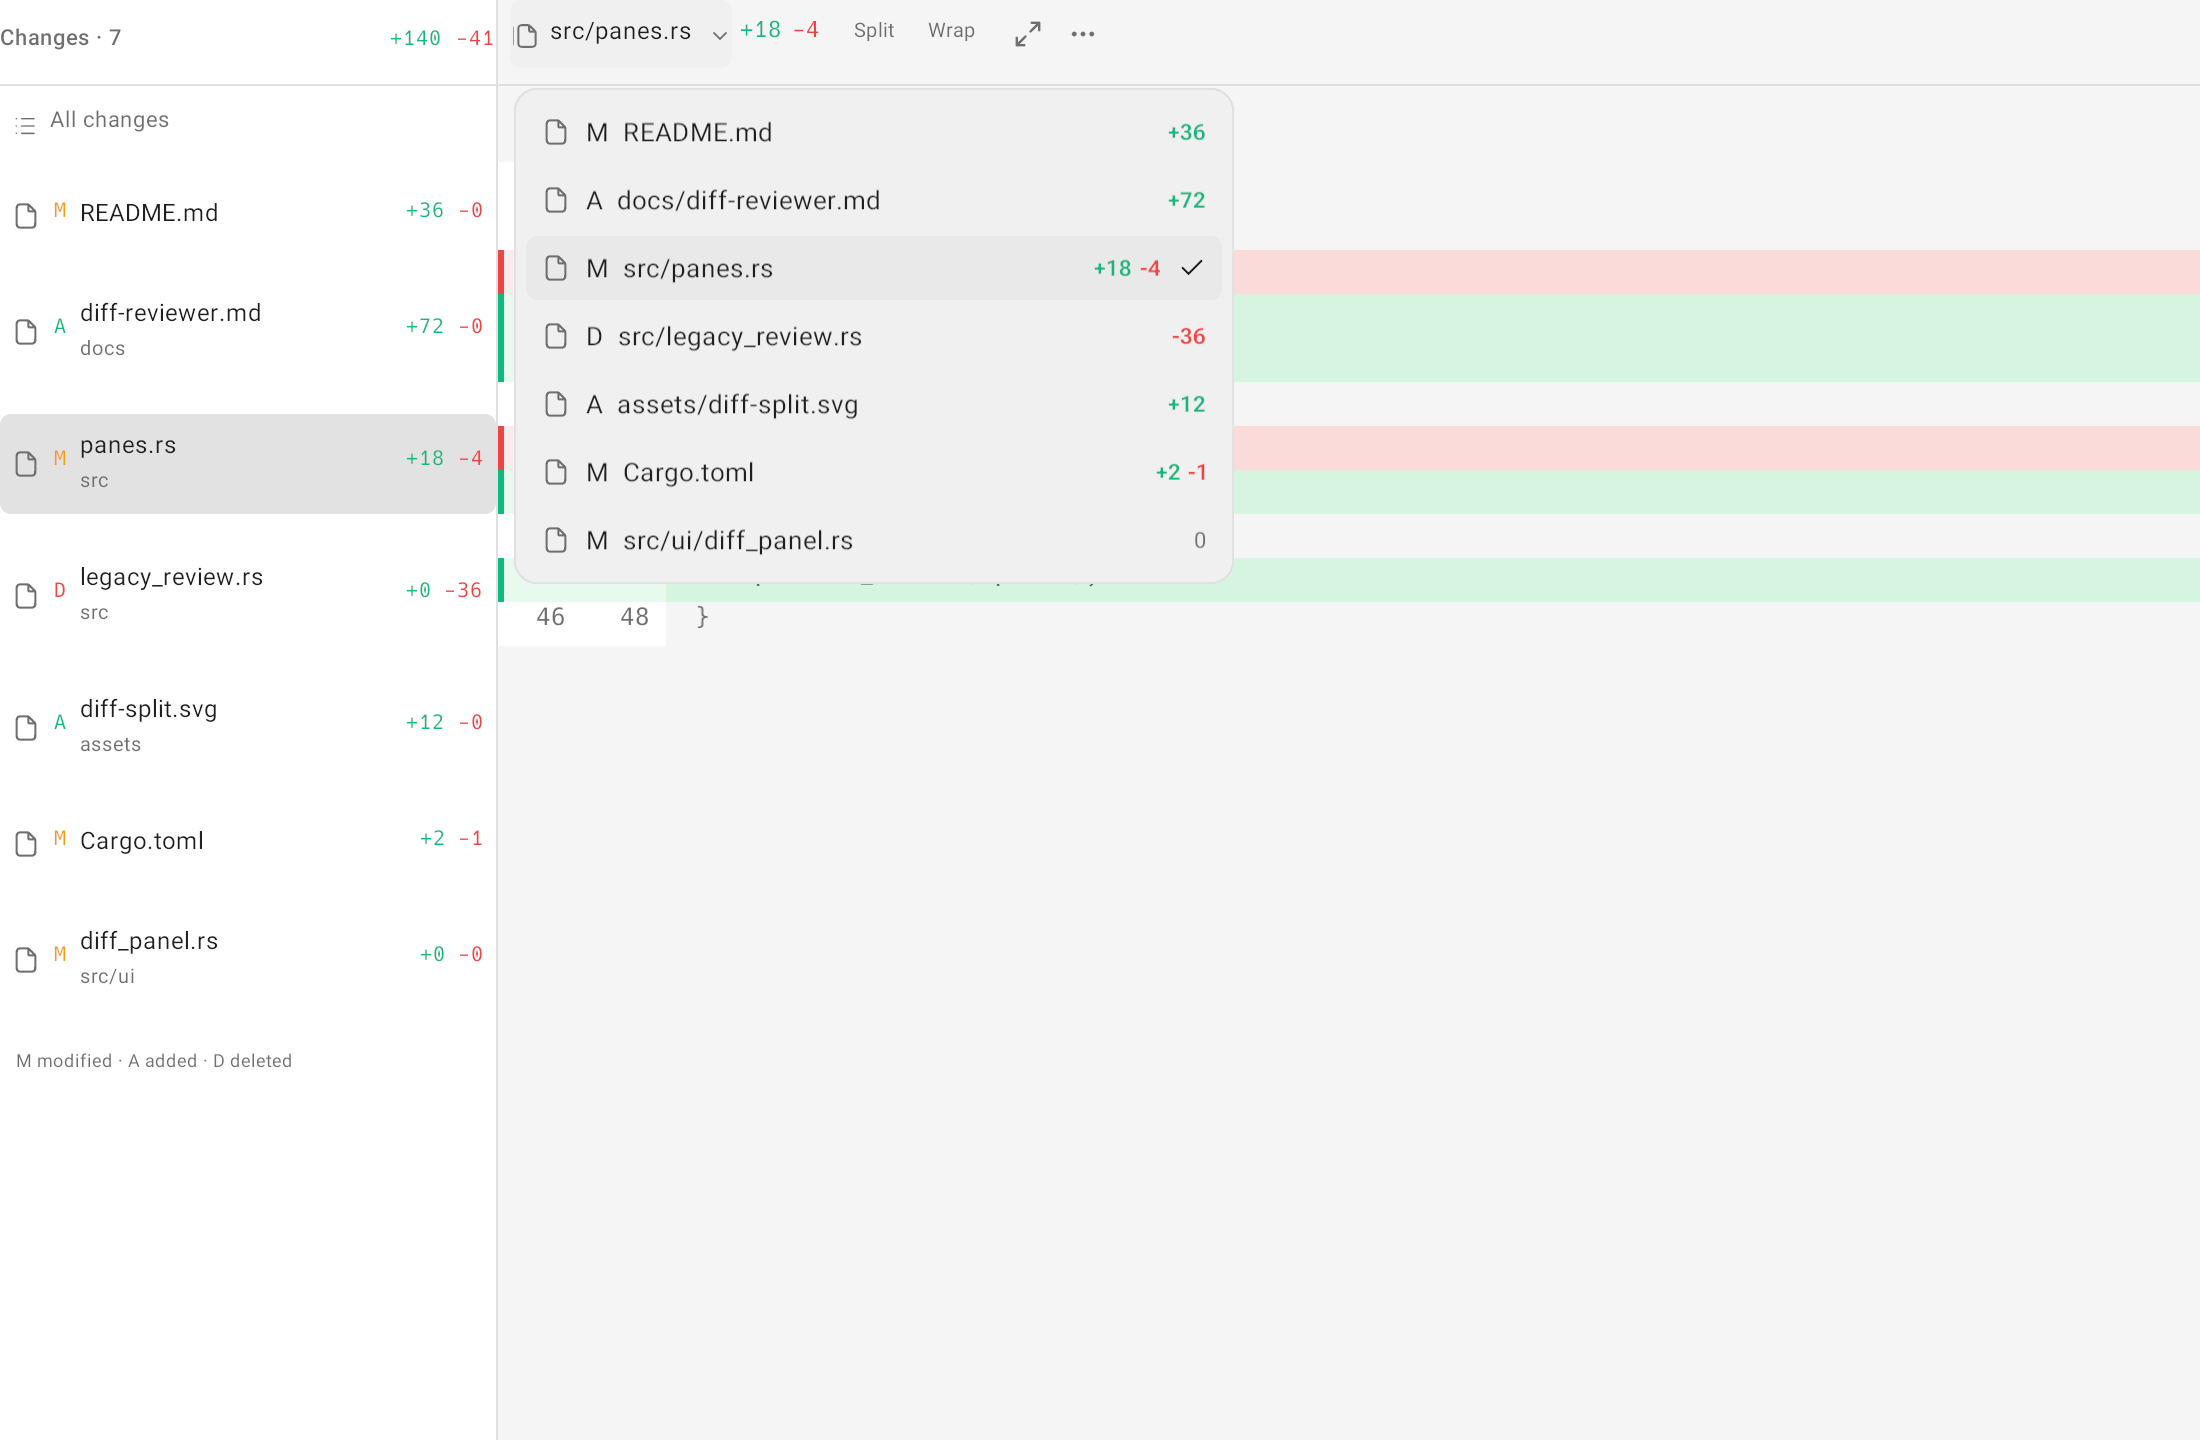 Changes · 7 +140 -41
All changes
M README.md +36 -0
A diff-reviewer.md +72 -0
docs
M panes.rs +18 -4
src
D legacy_review.rs +0 -36
src
A diff-split.svg +12 -0
assets
M Cargo.toml +2 -1
M diff_panel.rs +0 -0
src/ui
M modified · A added · D deleted
src/panes.rs +18 -4 Split Wrap
M README.md +36
A docs/diff-reviewer.md +72
M src/panes.rs +18 -4
D src/legacy_review.rs -36
A assets/diff-split.svg +12
M Cargo.toml +2 -1
M src/ui/diff_panel.rs 0
46 48 }